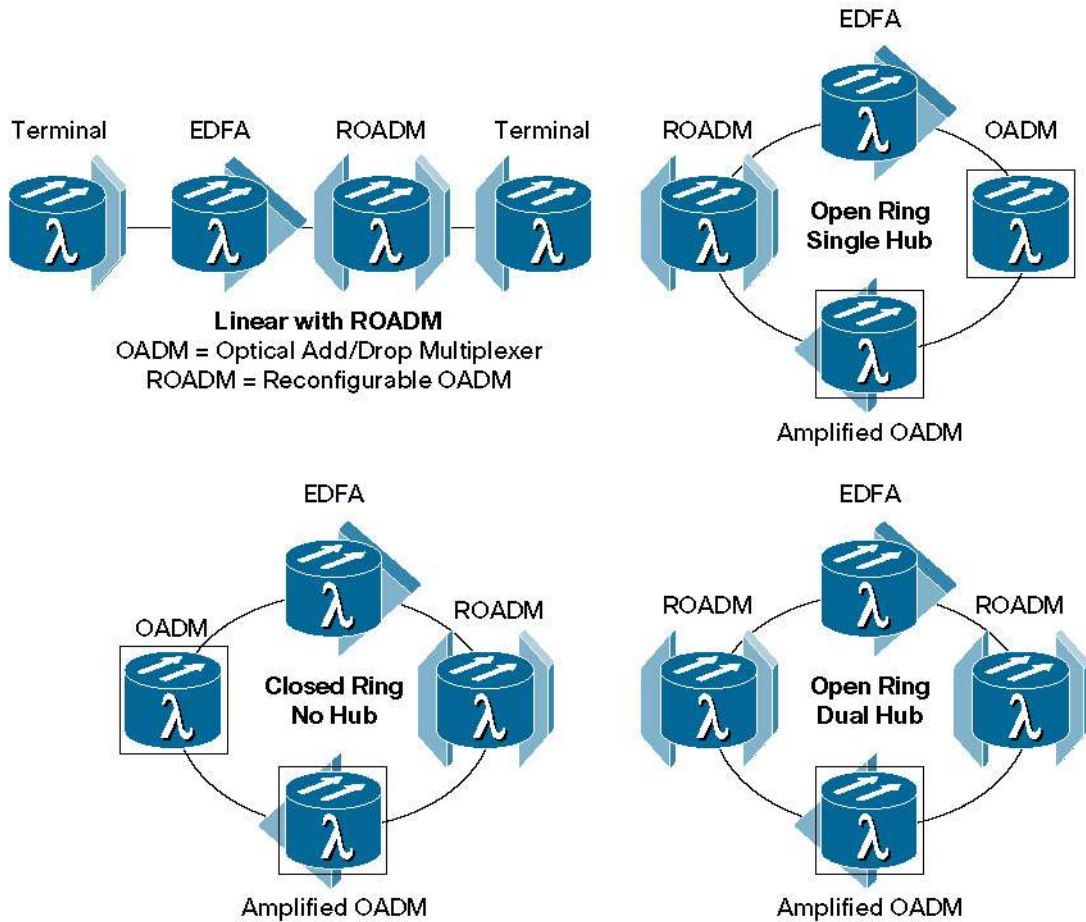 Terminal
EDFA
ROADM
Terminal
λ
λ
λ
λ
Linear with ROADM
OADM = Optical Add/Drop Multiplexer
ROADM = Reconfigurable OADM
EDFA
λ
ROADM
λ
OADM
λ
Open Ring
Single Hub
λ
Amplified OADM
EDFA
λ
OADM
λ
ROADM
λ
Closed Ring
No Hub
λ
Amplified OADM
EDFA
λ
ROADM
λ
ROADM
λ
Open Ring
Dual Hub
λ
Amplified OADM